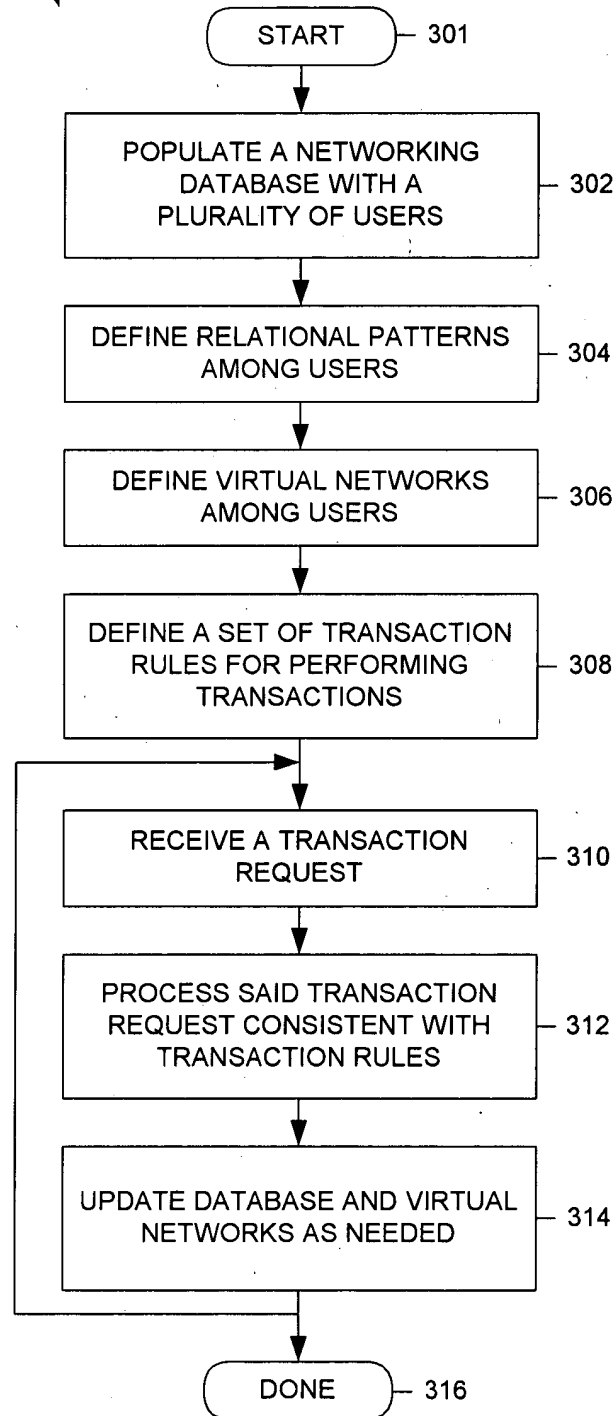 START
301
POPULATE A NETWORKING
DATABASE WITH A
PLURALITY OF USERS
302
DEFINE RELATIONAL PATTERNS
AMONG USERS
304
DEFINE VIRTUAL NETWORKS
AMONG USERS
306
DEFINE A SET OF TRANSACTION
RULES FOR PERFORMING
TRANSACTIONS
308
RECEIVE A TRANSACTION
REQUEST
310
PROCESS SAID TRANSACTION
REQUEST CONSISTENT WITH
TRANSACTION RULES
312
UPDATE DATABASE AND VIRTUAL
NETWORKS AS NEEDED
314
DONE
316